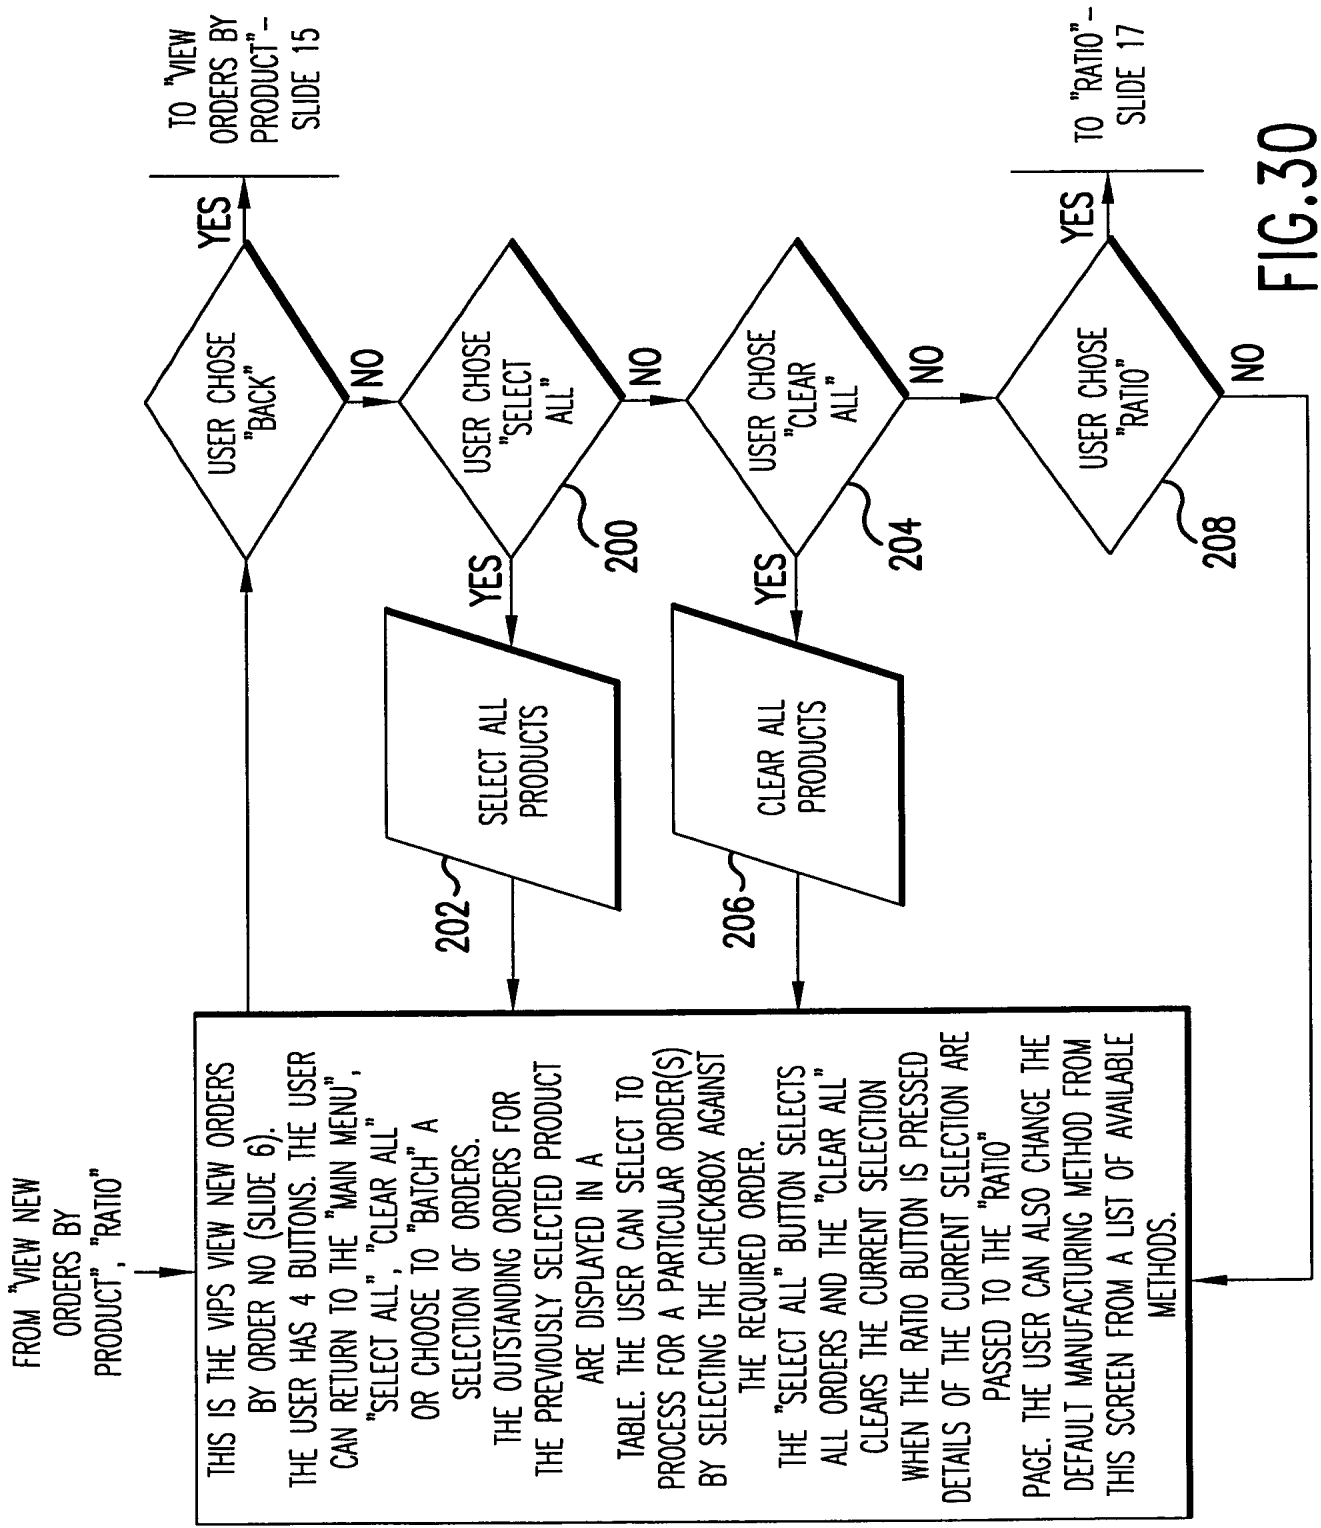 FROM "VIEW NEW
ORDERS BY
PRODUCT", "RATIO"
THIS IS THE VIPS VIEW NEW ORDERS
BY ORDER NO (SLIDE 6).
THE USER HAS 4 BUTTONS. THE USER
CAN RETURN TO THE "MAIN MENU",
"SELECT ALL", "CLEAR ALL"
OR CHOOSE TO "BATCH" A
SELECTION OF ORDERS.
THE OUTSTANDING ORDERS FOR
THE PREVIOUSLY SELECTED PRODUCT
ARE DISPLAYED IN A
TABLE. THE USER CAN SELECT TO
PROCESS FOR A PARTICULAR ORDER(S)
BY SELECTING THE CHECKBOX AGAINST
THE REQUIRED ORDER.
THE "SELECT ALL" BUTTON SELECTS
ALL ORDERS AND THE "CLEAR ALL"
CLEARS THE CURRENT SELECTION
WHEN THE RATIO BUTTON IS PRESSED
DETAILS OF THE CURRENT SELECTION ARE
PASSED TO THE "RATIO"
PAGE. THE USER CAN ALSO CHANGE THE
DEFAULT MANUFACTURING METHOD FROM
THIS SCREEN FROM A LIST OF AVAILABLE
METHODS.
USER CHOSE
"BACK"
YES
TO "VIEW
ORDERS BY
PRODUCT"-
SLIDE 15
NO
USER CHOSE
"SELECT
ALL"
200
YES
SELECT ALL
PRODUCTS
202
NO
USER CHOSE
"CLEAR
ALL"
204
YES
CLEAR ALL
PRODUCTS
206
NO
USER CHOSE
"RATIO"
208
YES
TO "RATIO"-
SLIDE 17
NO
FIG.30